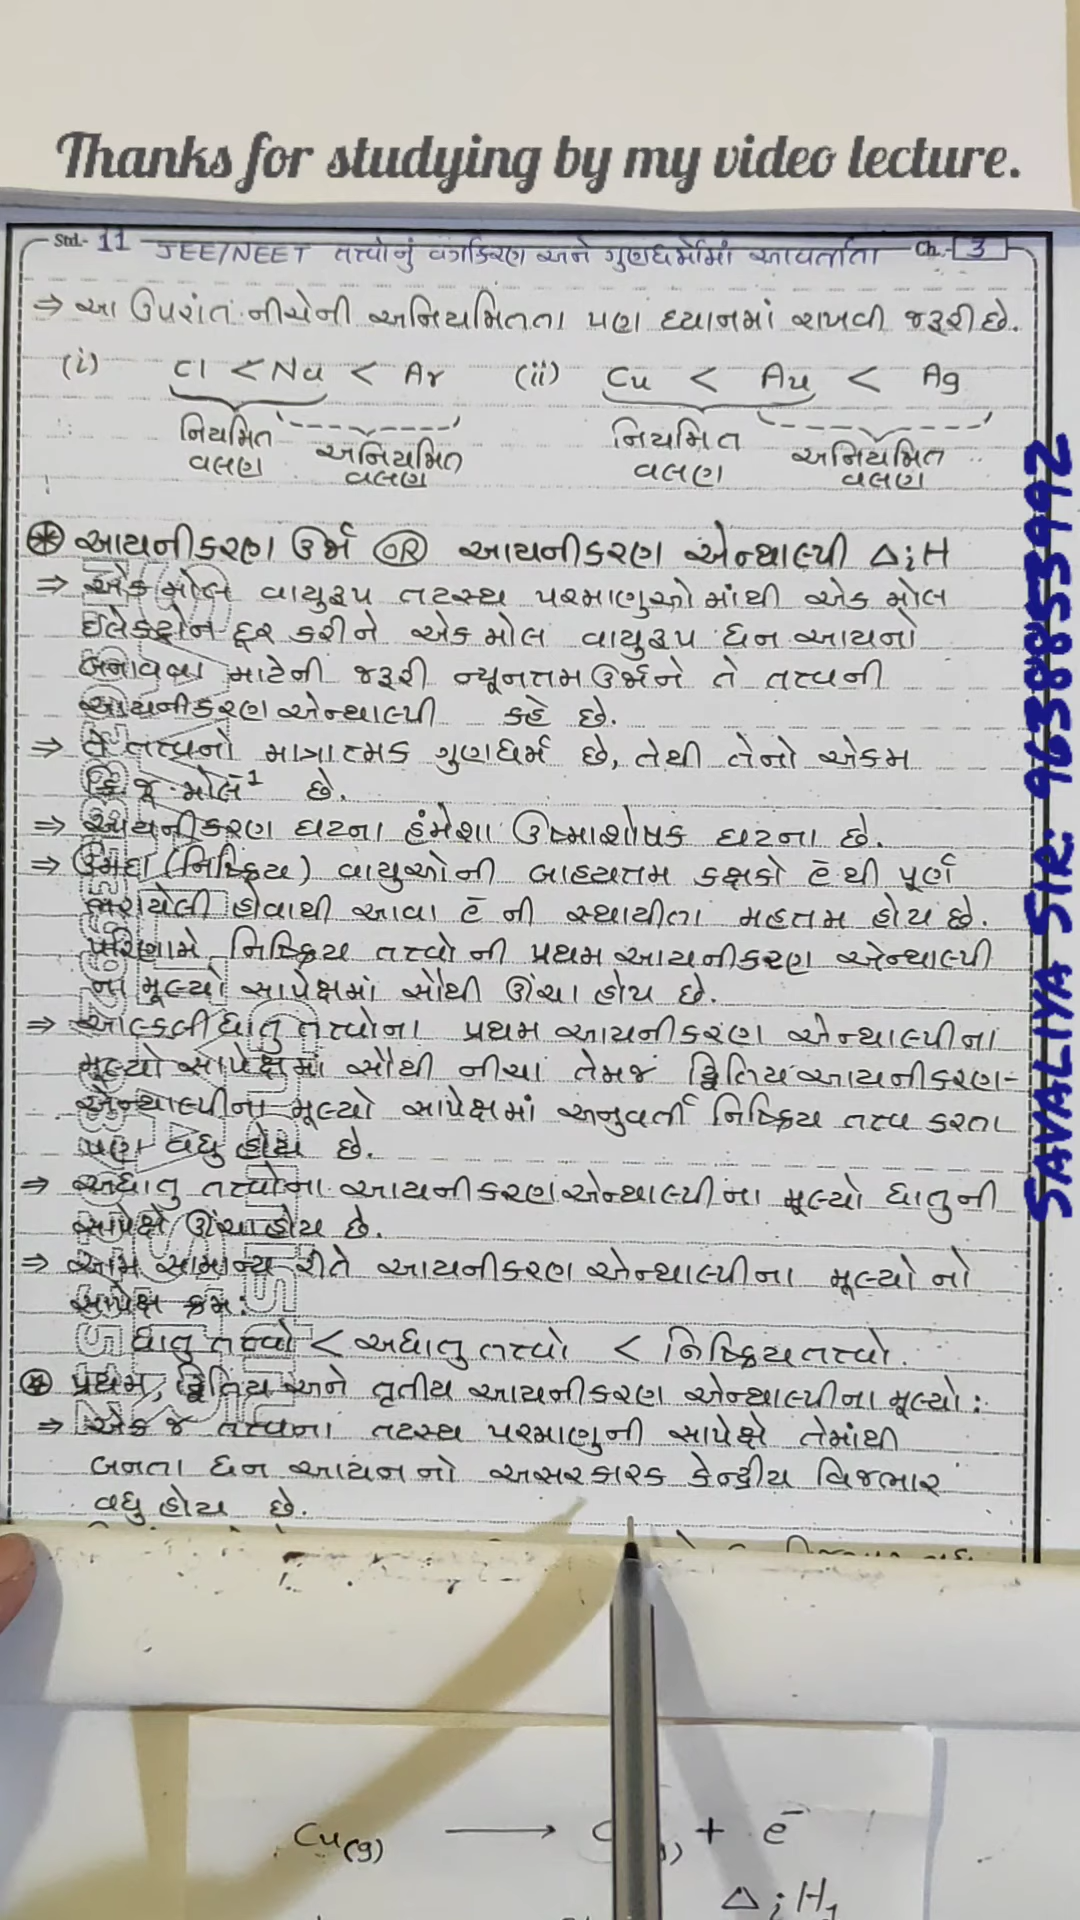 Thanks for studying by my video lecture.
Std.- 11 JEE/NEET તત્ત્વોનું વર્ગીકરણ અને ગુણધર્મોમાં આવર્તીતા Ch.- 3
⇒ આ ઉપરાંત નીચેની અનિયમિતતા પણ ધ્યાનમાં રાખવી જરૂરી છે.
(i) Cl < Na < Ar (ii) Cu < Au < Ag
નિયમિત વલણ અનિયમિત વલણ નિયમિત વલણ અનિયમિત વલણ
⊛ આયનીકરણ ઉર્જા OR આયનીકરણ એન્થાલ્પી ΔiH
⇒ એક મોલ વાયુરૂપ તટસ્થ પરમાણુઓમાંથી એક મોલ
ઇલેક્ટ્રોન દૂર કરીને એક મોલ વાયુરૂપ ધન આયનો
બનાવવા માટેની જરૂરી ન્યૂનત્તમ ઉર્જાને તે તત્ત્વની
આયનીકરણ એન્થાલ્પી કહે છે.
⇒ તે તત્ત્વનો માત્રાત્મક ગુણધર્મ છે, તેથી તેનો એકમ
કિ.જૂ.મોલ⁻¹ છે.
⇒ આયનીકરણ ઘટના હંમેશા ઉષ્માશોષક ઘટના છે.
⇒ ઉમદા (નિષ્ક્રિય) વાયુઓની બાહ્યતમ કક્ષકો e̅ થી પૂર્ણ
ભરાયેલી હોવાથી આવા e̅ ની સ્થાયીતા મહત્તમ હોય છે.
પરિણામે નિષ્ક્રિય તત્ત્વોની પ્રથમ આયનીકરણ એન્થાલ્પી
ના મૂલ્યો સાપેક્ષમાં સૌથી ઊંચા હોય છે.
⇒ આલ્કલી ધાતુ તત્ત્વોના પ્રથમ આયનીકરણ એન્થાલ્પીના
મૂલ્યો સાપેક્ષમાં સૌથી નીચા તેમજ દ્વિતિય આયનીકરણ-
એન્થાલ્પીના મૂલ્યો સાપેક્ષમાં અનુવર્તી નિષ્ક્રિય તત્ત્વ કરતા
પણ વધુ હોય છે.
⇒ અધાતુ તત્ત્વોના આયનીકરણ એન્થાલ્પીના મૂલ્યો ધાતુની
સાપેક્ષે ઊંચા હોય છે.
⇒ આમ સામાન્ય રીતે આયનીકરણ એન્થાલ્પીના મૂલ્યોનો
સાપેક્ષ ક્રમ:
ધાતુ તત્ત્વો < અધાતુ તત્ત્વો < નિષ્ક્રિય તત્ત્વો.
⊛ પ્રથમ, દ્વિતિય અને તૃતીય આયનીકરણ એન્થાલ્પીના મૂલ્યો:
⇒ એક જ તત્ત્વના તટસ્થ પરમાણુની સાપેક્ષે તેમાંથી
બનતા ધન આયનનો અસરકારક કેન્દ્રીય વિજભાર
વધુ હોય છે.
SAVALIYA SIR: 9638853992
Cu(g) ⟶ + e̅
ΔiH₁